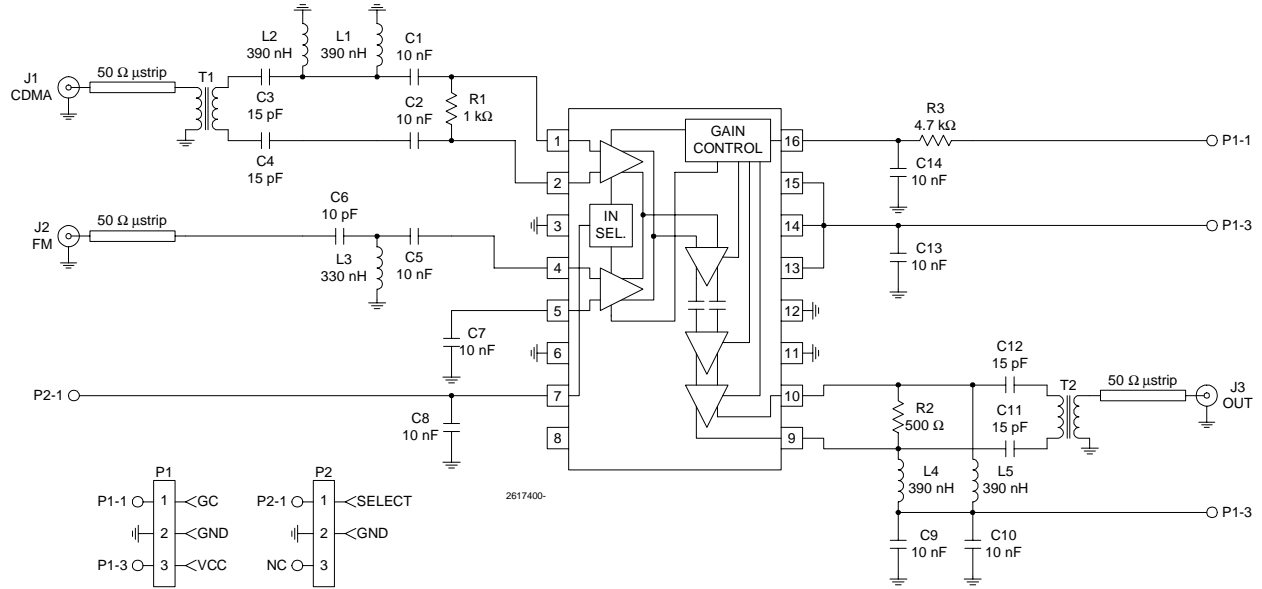 L2
390 nH
L1
390 nH
C1
10 nF
J1
CDMA
50 Ω µstrip
T1
C3
15 pF
C2
10 nF
R1
1 kΩ
C4
15 pF
J2
FM
50 Ω µstrip
C6
10 pF
L3
330 nH
C5
10 nF
C7
10 nF
P2-1
C8
10 nF
1
2
3
4
5
6
7
8
GAIN
CONTROL
IN
SEL.
16
15
14
13
12
11
10
9
R3
4.7 kΩ
P1-1
C14
10 nF
P1-3
C13
10 nF
C12
15 pF
T2
50 Ω µstrip
J3
OUT
R2
500 Ω
C11
15 pF
L4
390 nH
L5
390 nH
P1-3
C9
10 nF
C10
10 nF
P1
P1-1
1
GC
2
GND
P1-3
3
VCC
P2
P2-1
1
SELECT
2
GND
NC
3
2617400-